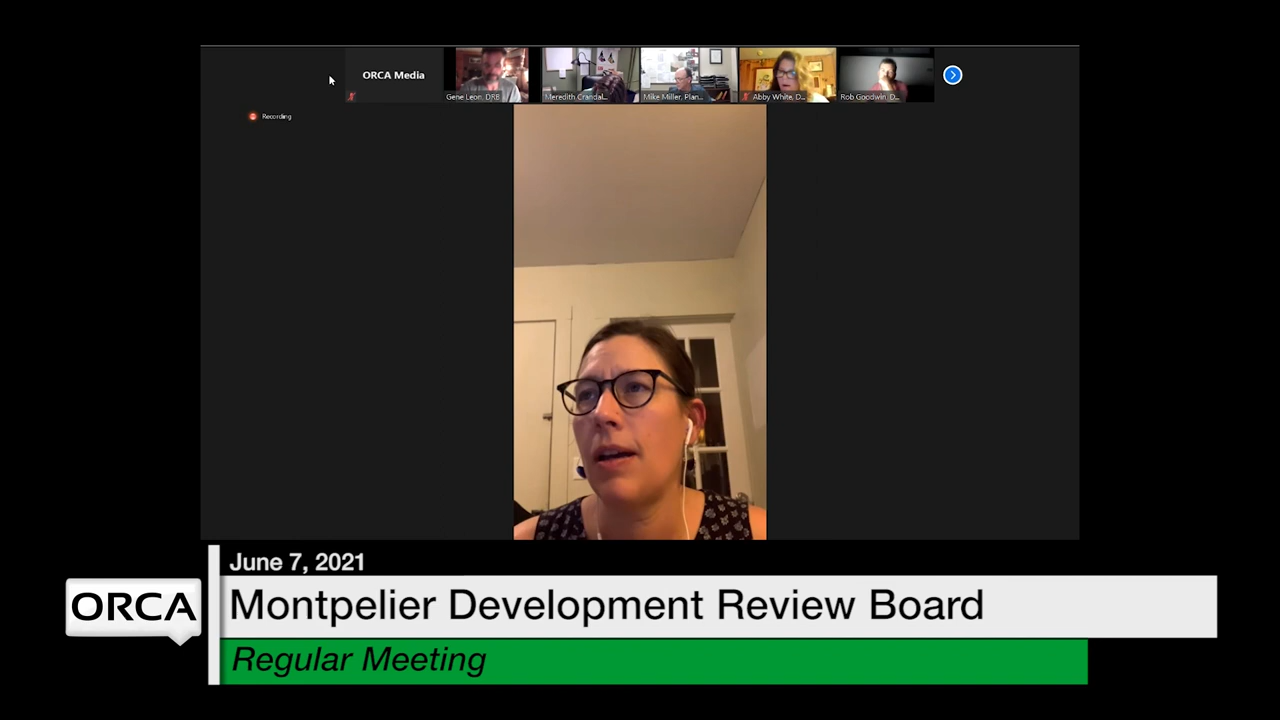 ORCA Media
Gene Leon, DRB
Meredith Crandal...
Mike Miller, Plan...
Abby White, D...
Rob Goodwin, D...
Recording
June 7, 2021
ORCA
Montpelier Development Review Board
Regular Meeting